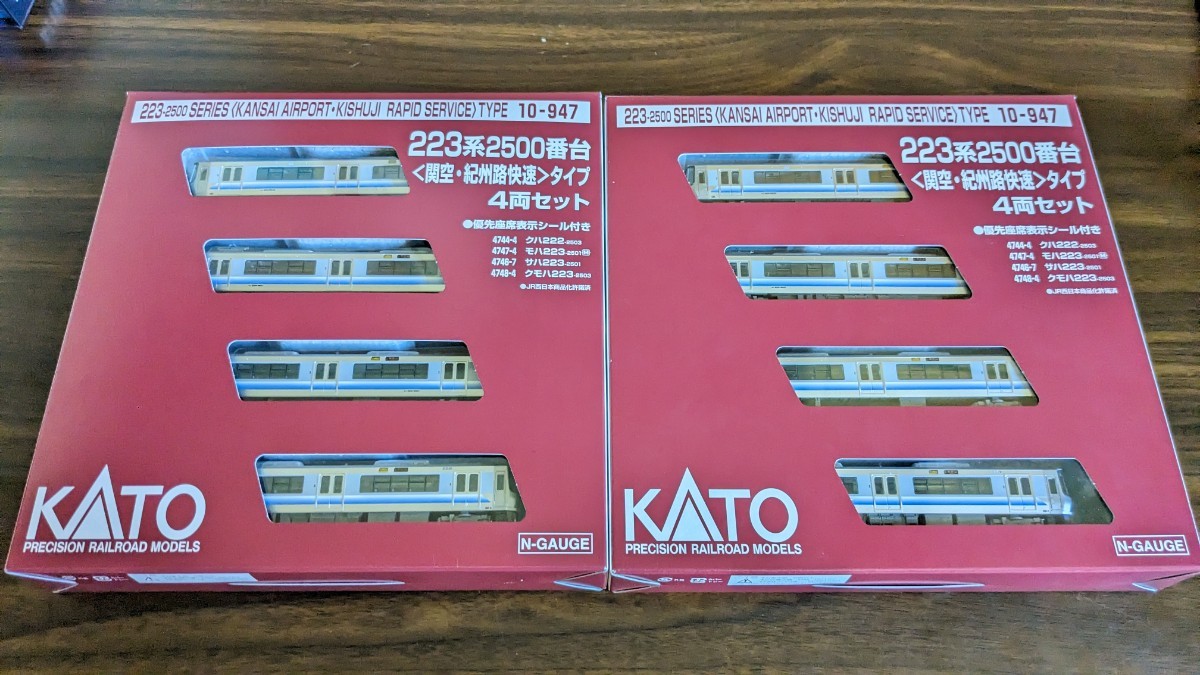 223-2500 SERIES〈KANSAI AIRPORT・KISHUJI RAPID SERVICE〉TYPE 10-947
223系2500番台
〈関空・紀州路快速〉タイプ
4両セット
●優先座席表示シール付き
4744-4 クハ222-2503
4747-4 モハ223-2501Ⓜ
4746-7 サハ223-2501
4748-4 クモハ223-2503
●JR西日本商品化許諾済
KATO
PRECISION RAILROAD MODELS
N-GAUGE
223-2500 SERIES〈KANSAI AIRPORT・KISHUJI RAPID SERVICE〉TYPE 10-947
223系2500番台
〈関空・紀州路快速〉タイプ
4両セット
●優先座席表示シール付き
4744-4 クハ222-2503
4747-4 モハ223-2501Ⓜ
4746-7 サハ223-2501
4748-4 クモハ223-2503
●JR西日本商品化許諾済
KATO
PRECISION RAILROAD MODELS
N-GAUGE